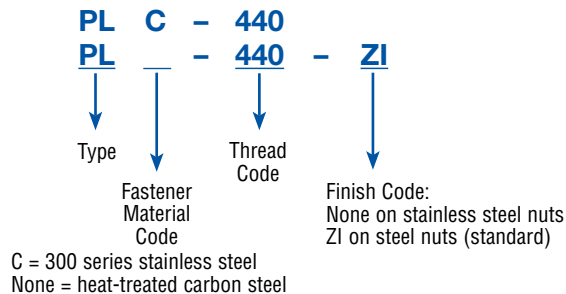 PL C – 440
PL _ – 440 – ZI
Type
Thread
Code
Fastener
Material
Code
Finish Code:
None on stainless steel nuts
ZI on steel nuts (standard)
C = 300 series stainless steel
None = heat-treated carbon steel